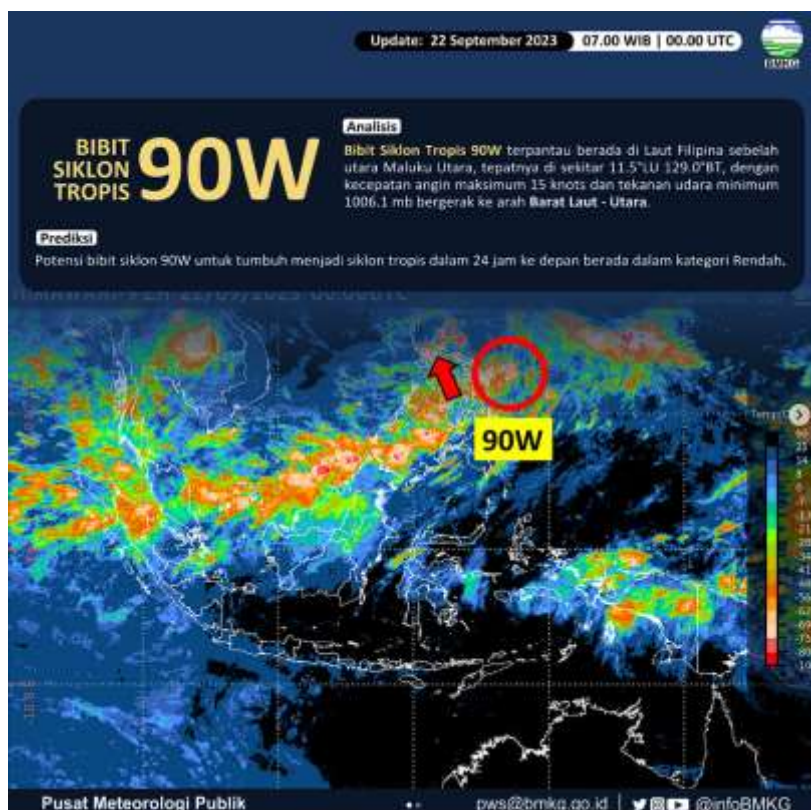 Update: 22 September 2023 07.00 WIB | 00.00 UTC
BMKG
BIBIT
SIKLON
TROPIS
90W
Analisis
Bibit Siklon Tropis 90W terpantau berada di Laut Filipina sebelah
utara Maluku Utara, tepatnya di sekitar 11.5°LU 129.0°BT, dengan
kecepatan angin maksimum 15 knots dan tekanan udara minimum
1006.1 mb bergerak ke arah Barat Laut - Utara.
Prediksi
Potensi bibit siklon 90W untuk tumbuh menjadi siklon tropis dalam 24 jam ke depan berada dalam kategori Rendah.
90W
Pusat Meteorologi Publik
pws@bmkg.go.id | @infoBMKG